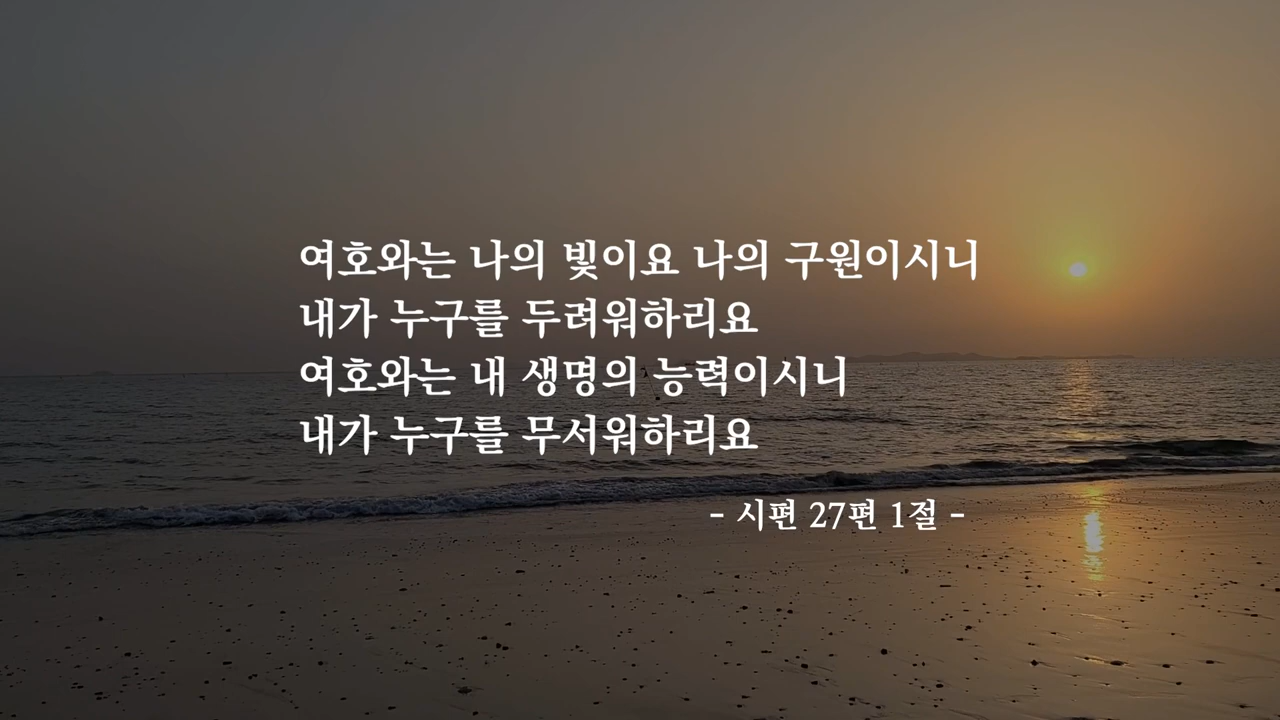 여호와는 나의 빛이요 나의 구원이시니
내가 누구를 두려워하리요
여호와는 내 생명의 능력이시니
내가 누구를 무서워하리요
- 시편 27편 1절 -